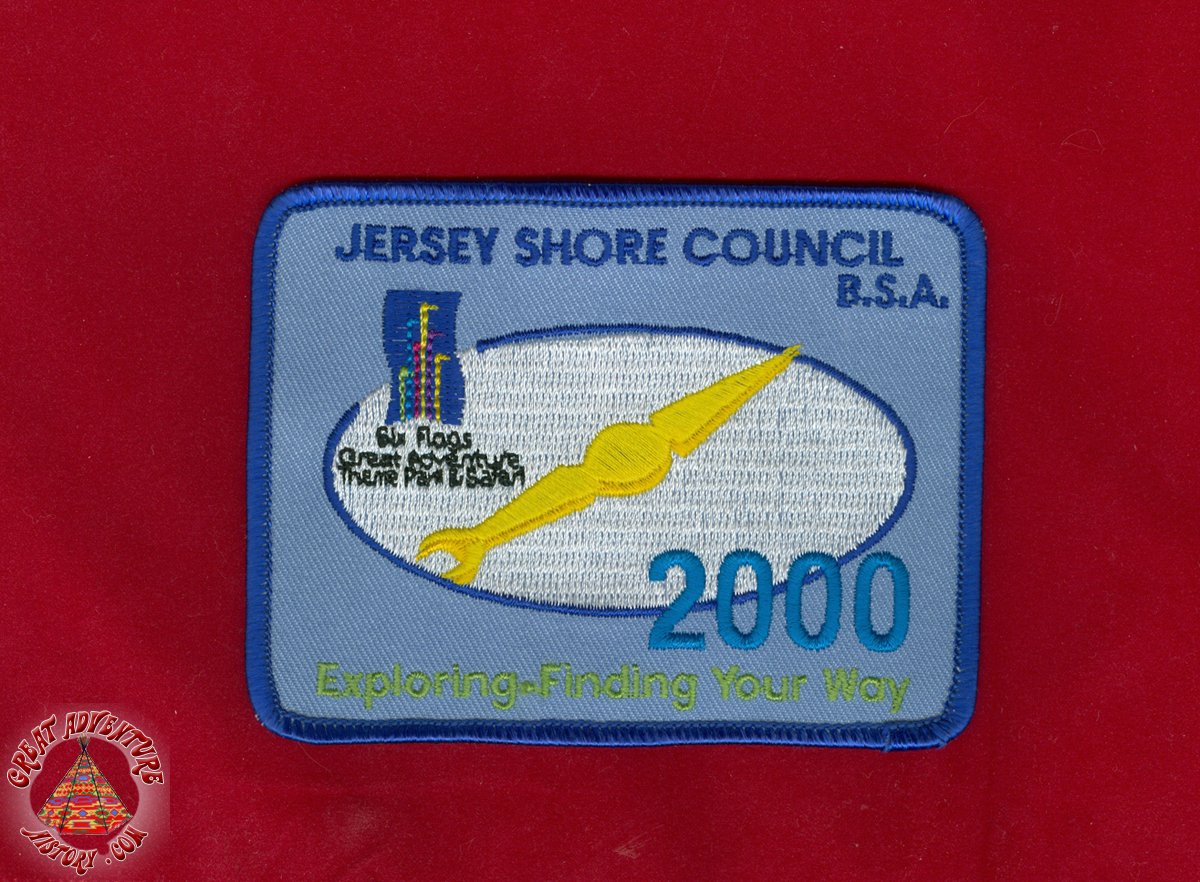 JERSEY SHORE COUNCIL
B.S.A.
Six Flags
Great Adventure
Theme Park & Safari
2000
Exploring-Finding Your Way
GREAT ADVENTURE
HISTORY.COM